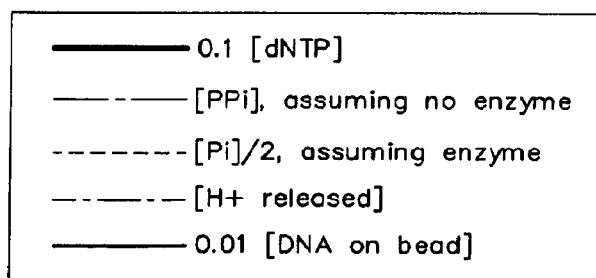 0.1 [dNTP]
[PPi], assuming no enzyme
[Pi]/2, assuming enzyme
[H+ released]
0.01 [DNA on bead]